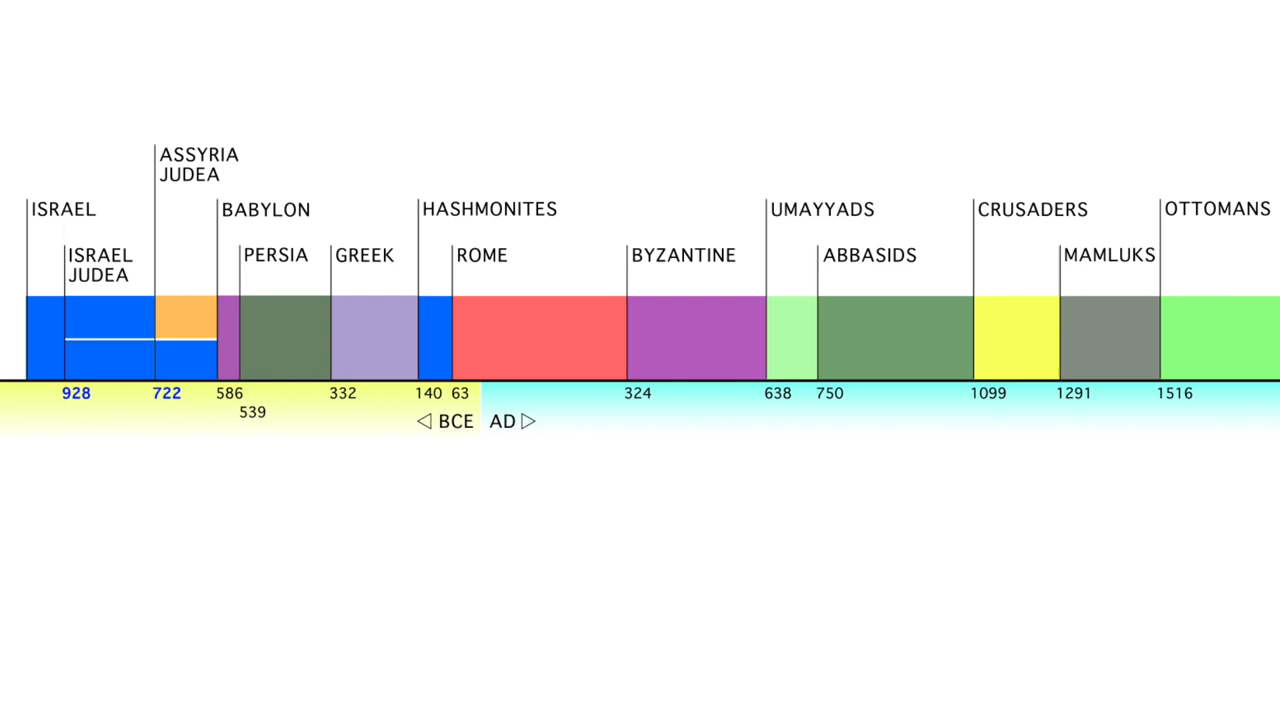 ASSYRIA
JUDEA
ISRAEL
BABYLON
HASHMONITES
UMAYYADS
CRUSADERS
OTTOMANS
ISRAEL
JUDEA
PERSIA
GREEK
ROME
BYZANTINE
ABBASIDS
MAMLUKS
928
722
586
332
140
63
324
638
750
1099
1291
1516
539
◁ BCE
AD ▷